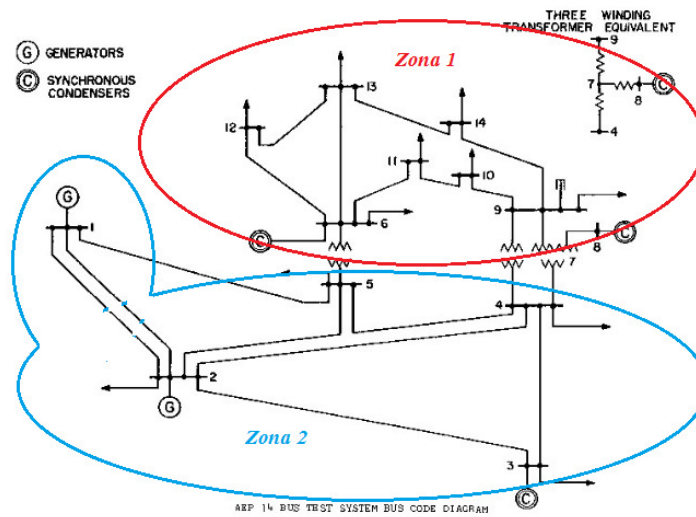 THREE WINDING
TRANSFORMER EQUIVALENT
G GENERATORS
C SYNCHRONOUS
CONDENSERS
Zona 1
9
7
8
C
4
13
14
12
11
10
9
6
C
8
C
7
G
1
5
4
2
G
Zona 2
3
C
AEP 14 BUS TEST SYSTEM BUS CODE DIAGRAM